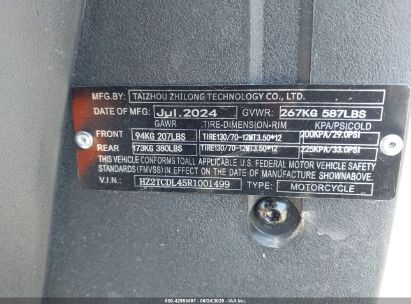 MFG.BY: TAIZHOU ZHILONG TECHNOLOGY CO., LTD.
DATE OF MFG: Jul. 2024 GVWR: 267KG 587LBS
GAWR TIRE-DIMENSION-RIM KPA/PSICOLD
FRONT 94KG 207LBS TIRE130/70-12MT3.50*12 200KPA/29.0PSI
REAR 173KG 380LBS TIRE130/70-12MT3.50*12 225KPA/33.0PSI
THIS VEHICLE CONFORMS TO ALL APPLICABLE U.S. FEDERAL MOTOR VEHICLE SAFETY
STANDARDS (FMVSS) IN EFFECT ON THE DATE OF MANUFACTURE SHOWNABOVE.
V.I.N.: HZ2TCDL45R1001499 TYPE: MOTORCYCLE